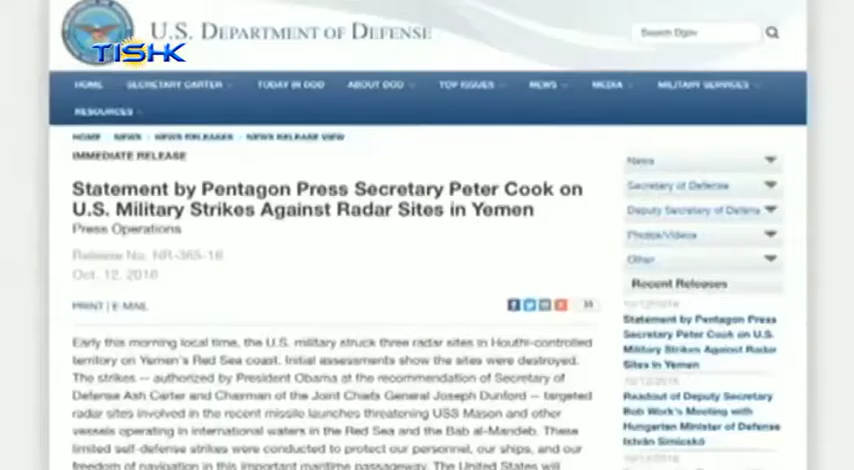 U.S. DEPARTMENT OF DEFENSE
TISHK
HOME SECRETARY CARTER TODAY IN DOD ABOUT DOD TOP ISSUES NEWS MEDIA MILITARY SERVICES
RESOURCES
HOME NEWS NEWS RELEASES NEWS RELEASE VIEW
IMMEDIATE RELEASE
Statement by Pentagon Press Secretary Peter Cook on
U.S. Military Strikes Against Radar Sites in Yemen
Press Operations
Release No: NR-365-16
Oct. 12, 2016
PRINT | E-MAIL
Early this morning local time, the U.S. military struck three radar sites in Houthi-controlled
territory on Yemen's Red Sea coast. Initial assessments show the sites were destroyed.
The strikes -- authorized by President Obama at the recommendation of Secretary of
Defense Ash Carter and Chairman of the Joint Chiefs General Joseph Dunford -- targeted
radar sites involved in the recent missile launches threatening USS Mason and other
vessels operating in international waters in the Red Sea and the Bab al-Mandeb. These
limited self-defense strikes were conducted to protect our personnel, our ships, and our
freedom of navigation in this important maritime passageway. The United States will
News
Secretary of Defense
Deputy Secretary of Defense
Photos/Videos
Other
Recent Releases
10/12/2016
Statement by Pentagon Press
Secretary Peter Cook on U.S.
Military Strikes Against Radar
Sites in Yemen
10/12/2016
Readout of Deputy Secretary
Bob Work's Meeting with
Hungarian Minister of Defense
István Simicskó